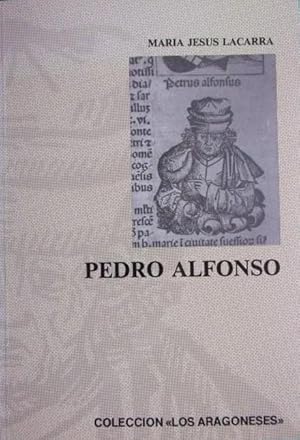 MARIA JESUS LACARRA
Petrus alfonsus
PEDRO ALFONSO
COLECCION «LOS ARAGONESES»